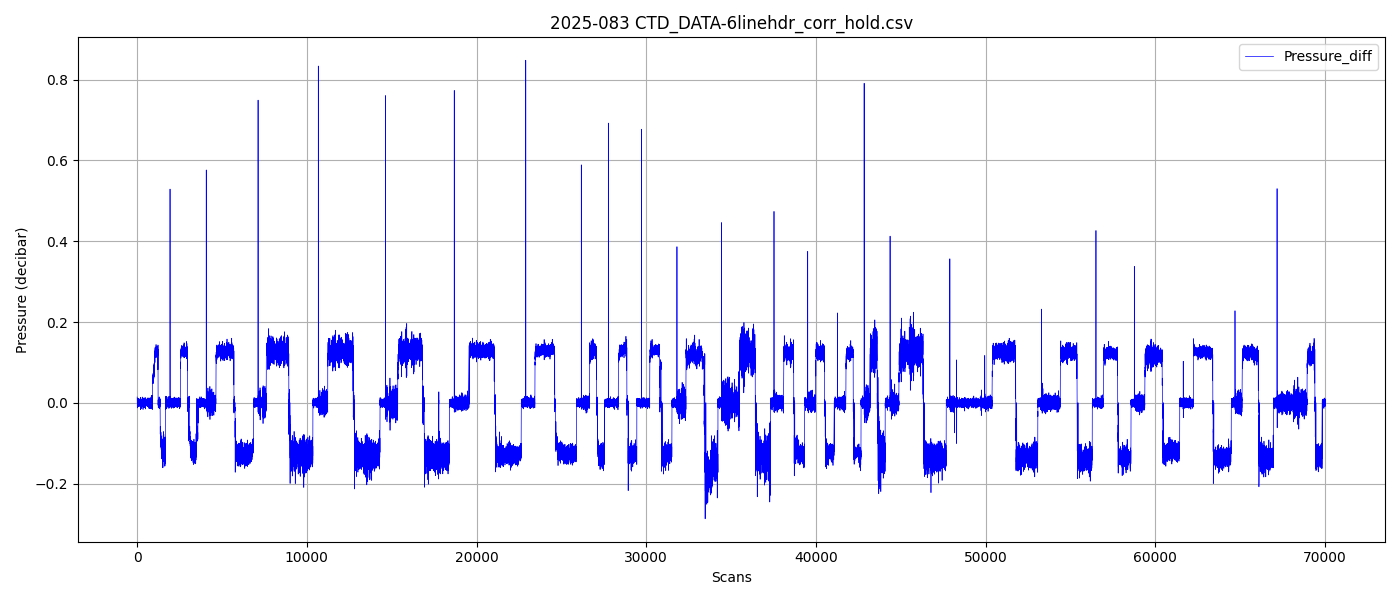 2025-083 CTD_DATA-6linehdr_corr_hold.csv
Pressure_diff
Pressure (decibar)
0.8
0.6
0.4
0.2
0.0
−0.2
0 10000 20000 30000 40000 50000 60000 70000
Scans